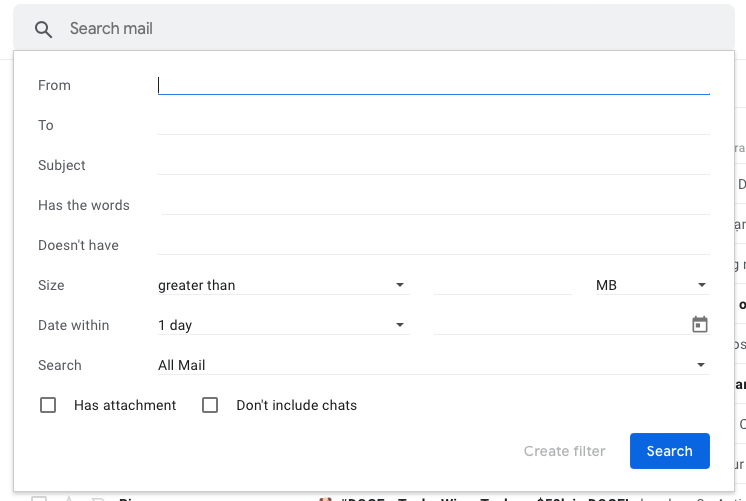 Search mail
From
To
Subject
Has the words
Doesn't have
Size greater than MB
Date within 1 day
Search All Mail
Has attachment Don't include chats
Create filter Search